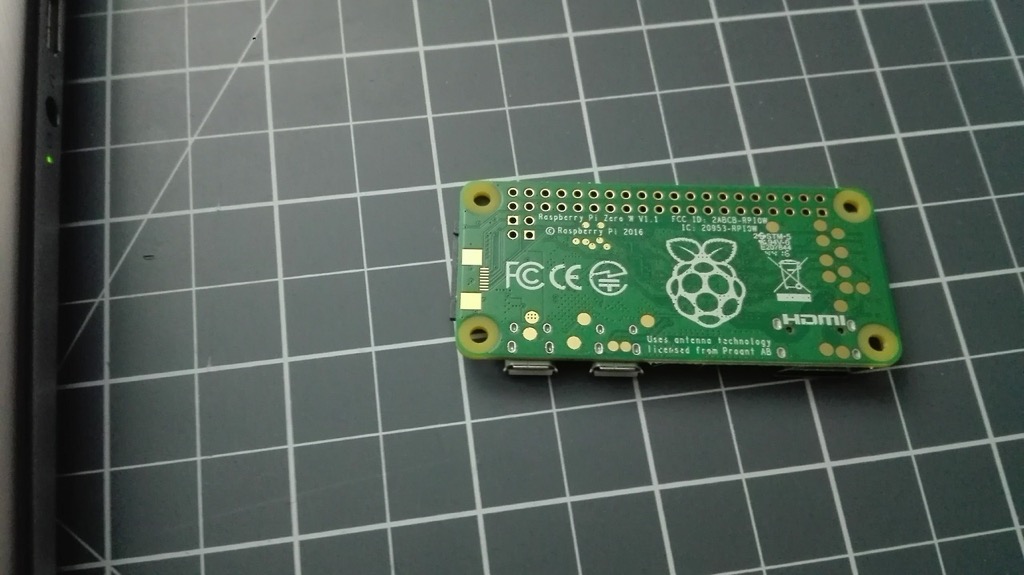 Raspberry Pi Zero W V1.1
© Raspberry Pi 2016
FCC ID: 2ABCB-RPI0W
IC: 20953-RPI0W
FC CE
HDMI
Uses antenna technology
licensed from Proant AB